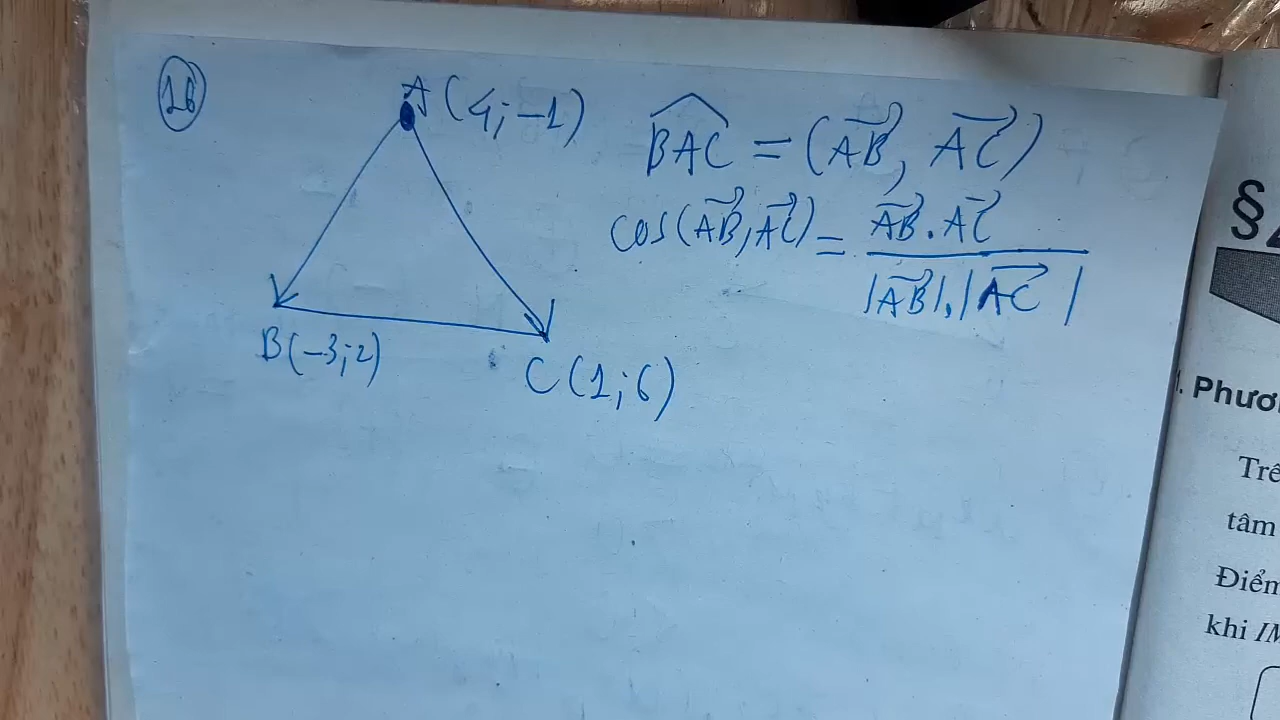 16
A(4;-1)
BAC = (AB, AC)
cos(AB, AC) = AB.AC / |AB|.|AC|
B(-3;2)
C(1;6)
§
. Phươ
Trê
tâm
Điểm
khi IM